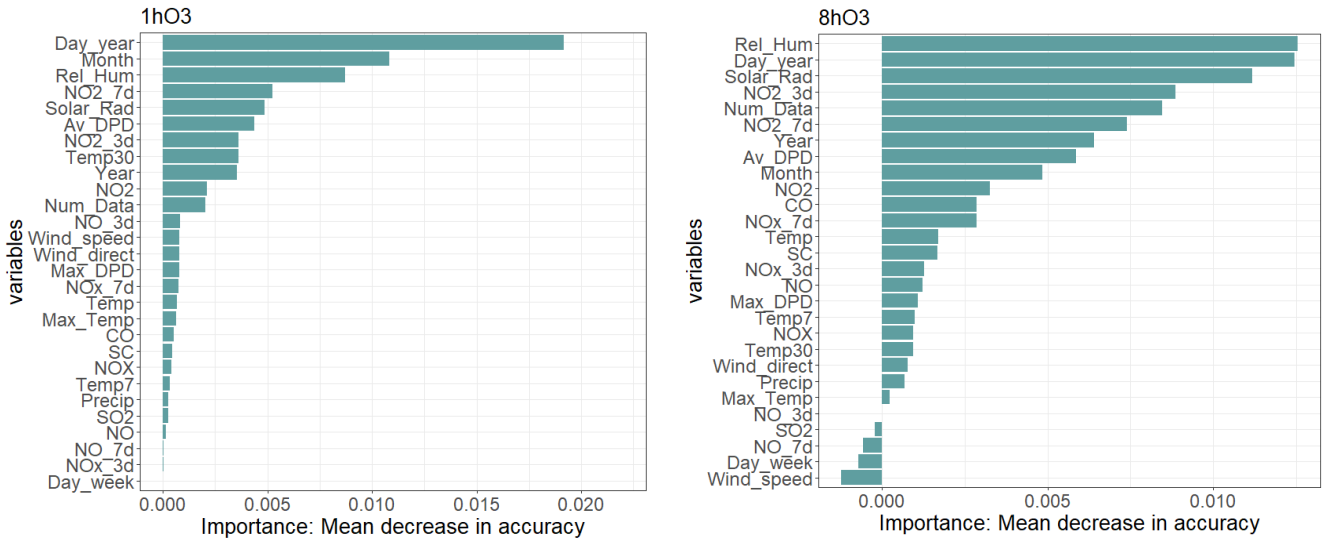 1hO3
variables
Day_year
Month
Rel_Hum
NO2_7d
Solar_Rad
Av_DPD
NO2_3d
Temp30
Year
NO2
Num_Data
NO_3d
Wind_speed
Wind_direct
Max_DPD
NOx_7d
Temp
Max_Temp
CO
SC
NOX
Temp7
Precip
SO2
NO
NO_7d
NOx_3d
Day_week
0.000 0.005 0.010 0.015 0.020
Importance: Mean decrease in accuracy
8hO3
variables
Rel_Hum
Day_year
Solar_Rad
NO2_3d
Num_Data
NO2_7d
Year
Av_DPD
Month
NO2
CO
NOx_7d
Temp
SC
NOx_3d
NO
Max_DPD
Temp7
NOX
Temp30
Wind_direct
Precip
Max_Temp
NO_3d
SO2
NO_7d
Day_week
Wind_speed
0.000 0.005 0.010
Importance: Mean decrease in accuracy